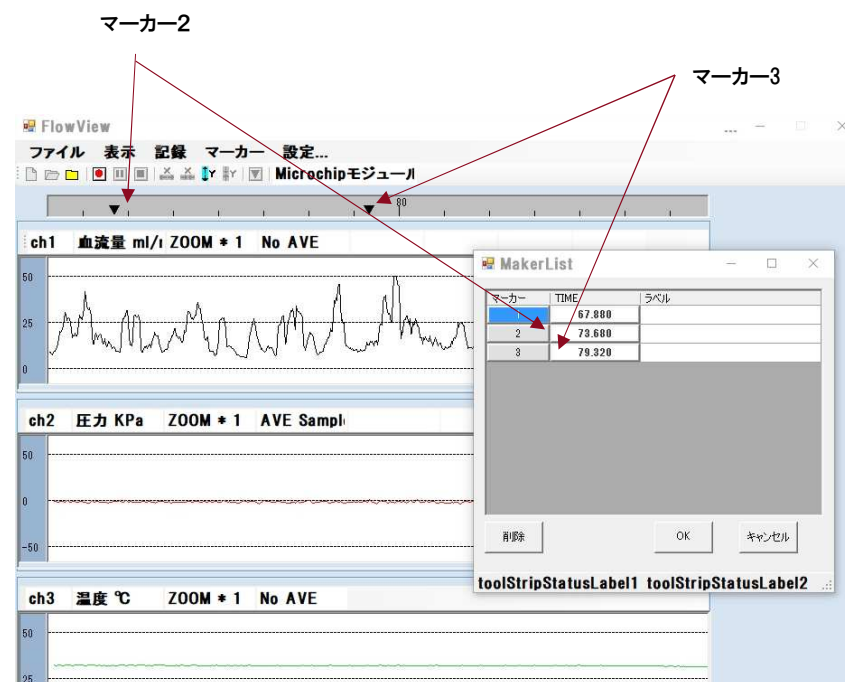 マーカー2
マーカー3
FlowView
ファイル 表示 記録 マーカー 設定...
Microchipモジュール
80
ch1 血流量 ml/ ZOOM * 1 No AVE
50
25
0
MakerList
マーカー TIME ラベル
1 67.880
2 73.680
3 79.320
削除 OK キャンセル
toolStripStatusLabel1 toolStripStatusLabel2
ch2 圧力 KPa ZOOM * 1 AVE Sampl
50
0
-50
ch3 温度 ℃ ZOOM * 1 No AVE
50
25